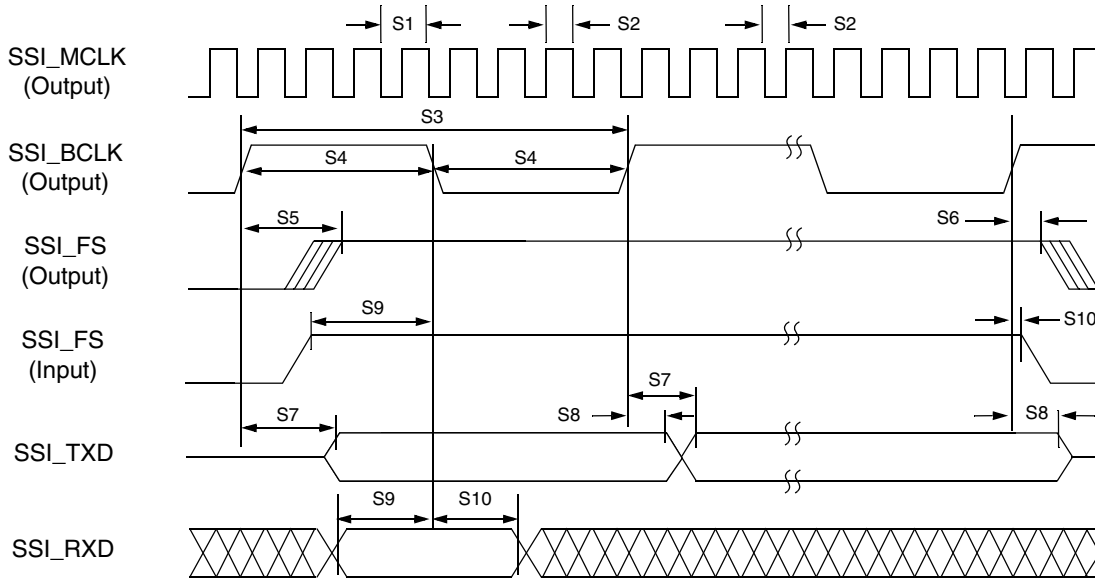 S1
S2
S2
SSI_MCLK
(Output)
S3
SSI_BCLK
(Output)
S4
S4
S5
S6
SSI_FS
(Output)
S9
S10
SSI_FS
(Input)
S7
S7
S8
S8
SSI_TXD
S9
S10
SSI_RXD